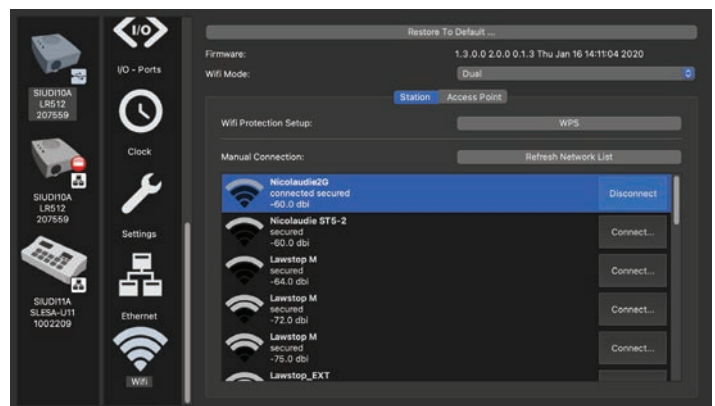 SIUDI10A
LR512
207559
SIUDI10A
LR512
207559
SIUDI11A
SLESA-U11
1002209
I/O
I/O - Ports
Clock
Settings
Ethernet
Wifi
Restore To Default ...
Firmware: 1.3.0.0 2.0.0 0.1.3 Thu Jan 16 14:11:04 2020
Wifi Mode: Dual
Station Access Point
Wifi Protection Setup: WPS
Manual Connection: Refresh Network List
Nicolaudie2G
connected secured
-60.0 dbi
Disconnect
Nicolaudie ST5-2
secured
-60.0 dbi
Connect...
Lawstop M
secured
-64.0 dbi
Connect...
Lawstop M
secured
-72.0 dbi
Connect...
Lawstop M
secured
-75.0 dbi
Connect...
Lawstop_EXT